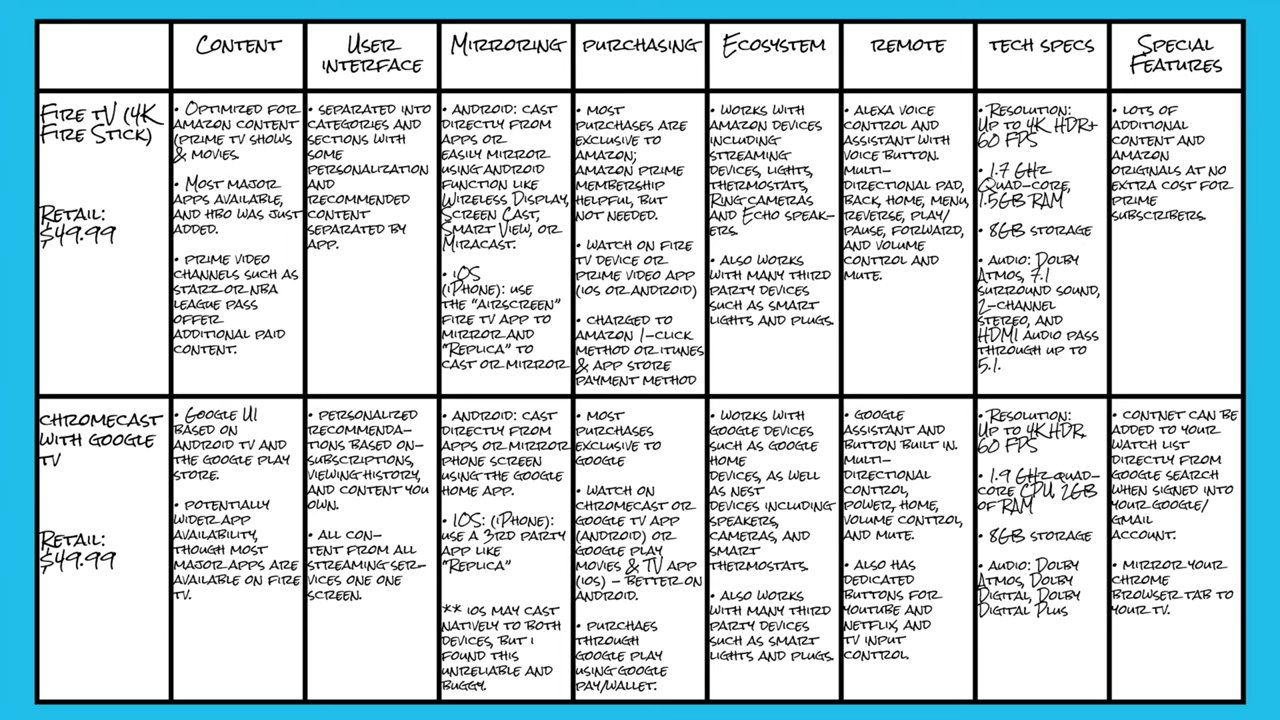 CONTENT
USER
INTERFACE
MIRRORING
PURCHASING
ECOSYSTEM
REMOTE
TECH SPECS
SPECIAL
FEATURES
FIRE TV (4K
FIRE STICK)
RETAIL:
$49.99
• OPTIMIZED FOR
AMAZON CONTENT
(PRIME TV SHOWS
& MOVIES.
• MOST MAJOR
APPS AVAILABLE,
AND HBO WAS JUST
ADDED.
• PRIME VIDEO
CHANNELS SUCH AS
STARZ OR NBA
LEAGUE PASS
OFFER
ADDITIONAL PAID
CONTENT.
• SEPARATED INTO
CATEGORIES AND
SECTIONS WITH
SOME
PERSONALIZATION
AND
RECOMMENDED
CONTENT
SEPARATED BY
APP.
• ANDROID: CAST
DIRECTLY FROM
APPS OR
EASILY MIRROR
USING ANDROID
FUNCTION LIKE
WIRELESS DISPLAY,
SCREEN CAST,
SMART VIEW, OR
MIRACAST.
• IOS
(IPHONE): USE
THE "AIRSCREEN"
FIRE TV APP TO
MIRROR AND
"REPLICA" TO
CAST OR MIRROR
• MOST
PURCHASES ARE
EXCLUSIVE TO
AMAZON;
AMAZON PRIME
MEMBERSHIP
HELPFUL, BUT
NOT NEEDED.
• WATCH ON FIRE
TV DEVICE OR
PRIME VIDEO APP
(IOS OR ANDROID)
• CHARGED TO
AMAZON 1-CLICK
METHOD OR ITUNES
& APP STORE
PAYMENT METHOD
• WORKS WITH
AMAZON DEVICES
INCLUDING
STREAMING
DEVICES, LIGHTS,
THERMOSTATS,
RING CAMERAS
AND ECHO SPEAK-
ERS.
• ALSO WORKS
WITH MANY THIRD
PARTY DEVICES
SUCH AS SMART
LIGHTS AND PLUGS.
• ALEXA VOICE
CONTROL AND
ASSISTANT WITH
VOICE BUTTON.
MULTI-
DIRECTIONAL PAD,
BACK, HOME, MENU,
REVERSE, PLAY/
PAUSE, FORWARD,
AND VOLUME
CONTROL AND
MUTE.
• RESOLUTION:
UP TO 4K HDR+
60 FPS
• 1.7 GHZ
QUAD-CORE,
1.5GB RAM
• 8GB STORAGE
• AUDIO: DOLBY
ATMOS, 7.1
SURROUND SOUND,
2-CHANNEL
STEREO, AND
HDMI AUDIO PASS
THROUGH UP TO
5.1.
• LOTS OF
ADDITIONAL
CONTENT AND
AMAZON
ORIGINALS AT NO
EXTRA COST FOR
PRIME
SUBSCRIBERS.
CHROMECAST
WITH GOOGLE
TV
RETAIL:
$49.99
• GOOGLE UI
BASED ON
ANDROID TV AND
THE GOOGLE PLAY
STORE.
• POTENTIALLY
WIDER APP
AVAILABILITY,
THOUGH MOST
MAJOR APPS ARE
AVAILABLE ON FIRE
TV.
• PERSONALIZED
RECOMMENDA-
TIONS BASED ON-
SUBSCRIPTIONS,
VIEWING HISTORY,
AND CONTENT YOU
OWN.
• ALL CON-
TENT FROM ALL
STREAMING SER-
VICES ONE ONE
SCREEN.
• ANDROID: CAST
DIRECTLY FROM
APPS OR MIRROR
PHONE SCREEN
USING THE GOOGLE
HOME APP.
• IOS: (IPHONE):
USE A 3RD PARTY
APP LIKE
"REPLICA"
** IOS MAY CAST
NATIVELY TO BOTH
DEVICES, BUT I
FOUND THIS
UNRELIABLE AND
BUGGY.
• MOST
PURCHASES
EXCLUSIVE TO
GOOGLE
• WATCH ON
CHROMECAST OR
GOOGLE TV APP
(ANDROID) OR
GOOGLE PLAY
MOVIES & TV APP
(IOS) - BETTER ON
ANDROID.
• PURCHAES
THROUGH
GOOGLE PLAY
USING GOOGLE
PAY/WALLET.
• WORKS WITH
GOOGLE DEVICES
SUCH AS GOOGLE
HOME
DEVICES, AS WELL
AS NEST
DEVICES INCLUDING
SPEAKERS,
CAMERAS, AND
SMART
THERMOSTATS.
• ALSO WORKS
WITH MANY THIRD
PARTY DEVICES
SUCH AS SMART
LIGHTS AND PLUGS.
• GOOGLE
ASSISTANT AND
BUTTON BUILT IN.
MULTI-
DIRECTIONAL
CONTROL,
POWER, HOME,
VOLUME CONTROL,
AND MUTE.
• ALSO HAS
DEDICATED
BUTTONS FOR
YOUTUBE AND
NETFLIX, AND
TV INPUT
CONTROL.
• RESOLUTION:
UP TO 4K HDR,
60 FPS
• 1.9 GHZ QUAD-
CORE CPU, 2GB
OF RAM
• 8GB STORAGE
• AUDIO: DOLBY
ATMOS, DOLBY
DIGITAL, DOLBY
DIGITAL PLUS
• CONTNET CAN BE
ADDED TO YOUR
WATCH LIST
DIRECTLY FROM
GOOGLE SEARCH
WHEN SIGNED INTO
YOUR GOOGLE/
GMAIL
ACCOUNT.
• MIRROR YOUR
CHROME
BROWSER TAB TO
YOUR TV.